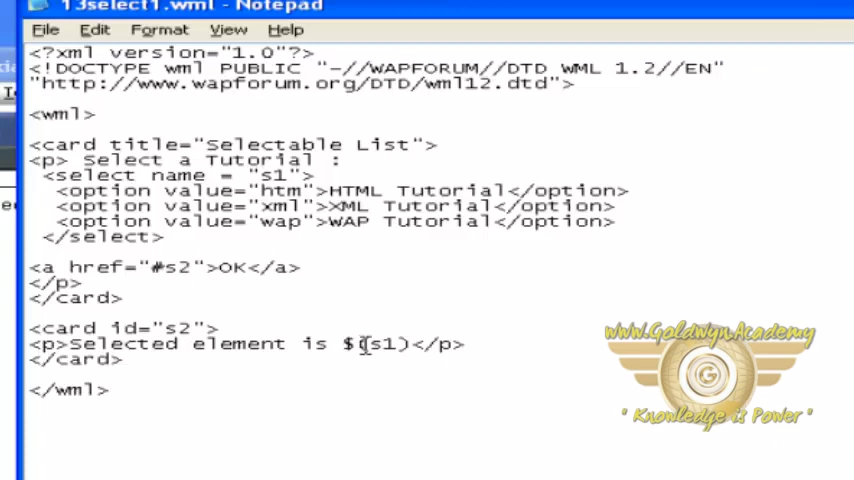 13select1.wml - Notepad
File Edit Format View Help
<?xml version="1.0"?>
<!DOCTYPE wml PUBLIC "-//WAPFORUM//DTD WML 1.2//EN"
"http://www.wapforum.org/DTD/wml12.dtd">
<wml>
<card title="Selectable List">
<p> Select a Tutorial :
<select name = "s1">
<option value="htm">HTML Tutorial</option>
<option value="xml">XML Tutorial</option>
<option value="wap">WAP Tutorial</option>
</select>
<a href="#s2">OK</a>
</p>
</card>
<card id="s2">
<p>Selected element is $(s1)</p>
</card>
</wml>
www.GoldwynAcademy
G
" Knowledge is Power "